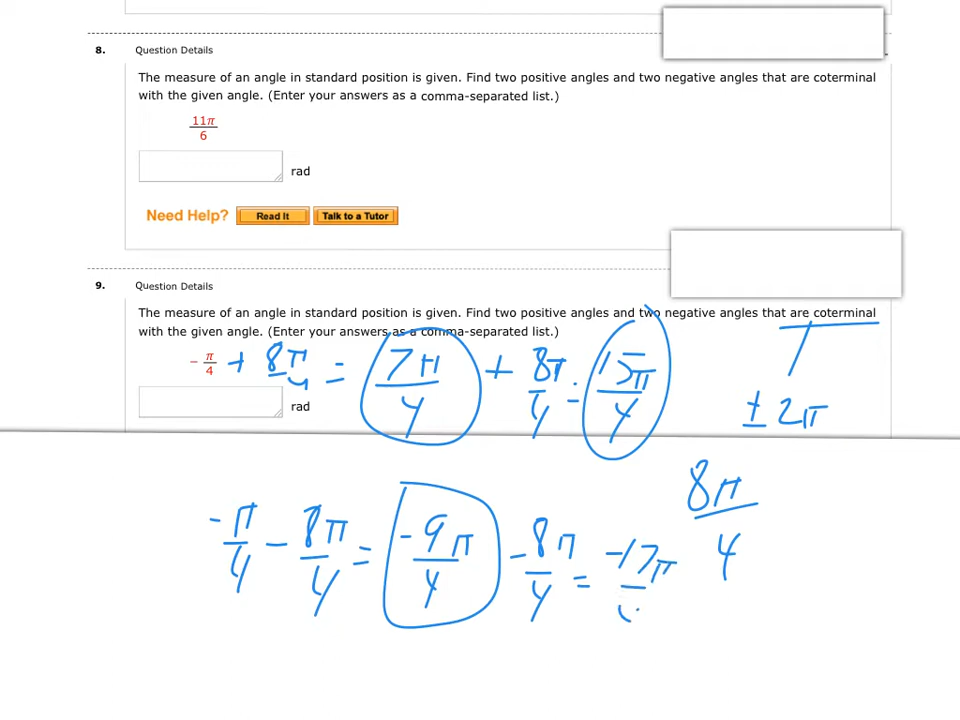 8. Question Details
The measure of an angle in standard position is given. Find two positive angles and two negative angles that are coterminal
with the given angle. (Enter your answers as a comma-separated list.)
11π
6
rad
Need Help? Read It Talk to a Tutor
9. Question Details
The measure of an angle in standard position is given. Find two positive angles and two negative angles that are coterminal
with the given angle. (Enter your answers as a comma-separated list.)
- π/4 + 8π/4 = 7π/4 + 8π/4 = 15π/4
rad
± 2π
8π/4
-π/4 - 8π/4 = -9π/4 - 8π/4 = -17π